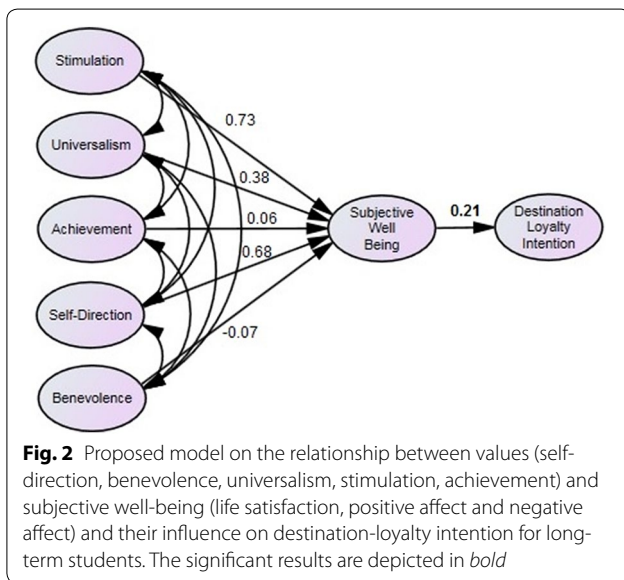 Stimulation
0.73
Universalism
0.38
Achievement
0.06
Subjective
Well
Being
0.21
Destination
Loyalty
Intention
0.68
Self-Direction
-0.07
Benevolence
Fig. 2 Proposed model on the relationship between values (self-
direction, benevolence, universalism, stimulation, achievement) and
subjective well-being (life satisfaction, positive affect and negative
affect) and their influence on destination-loyalty intention for long-
term students. The significant results are depicted in bold